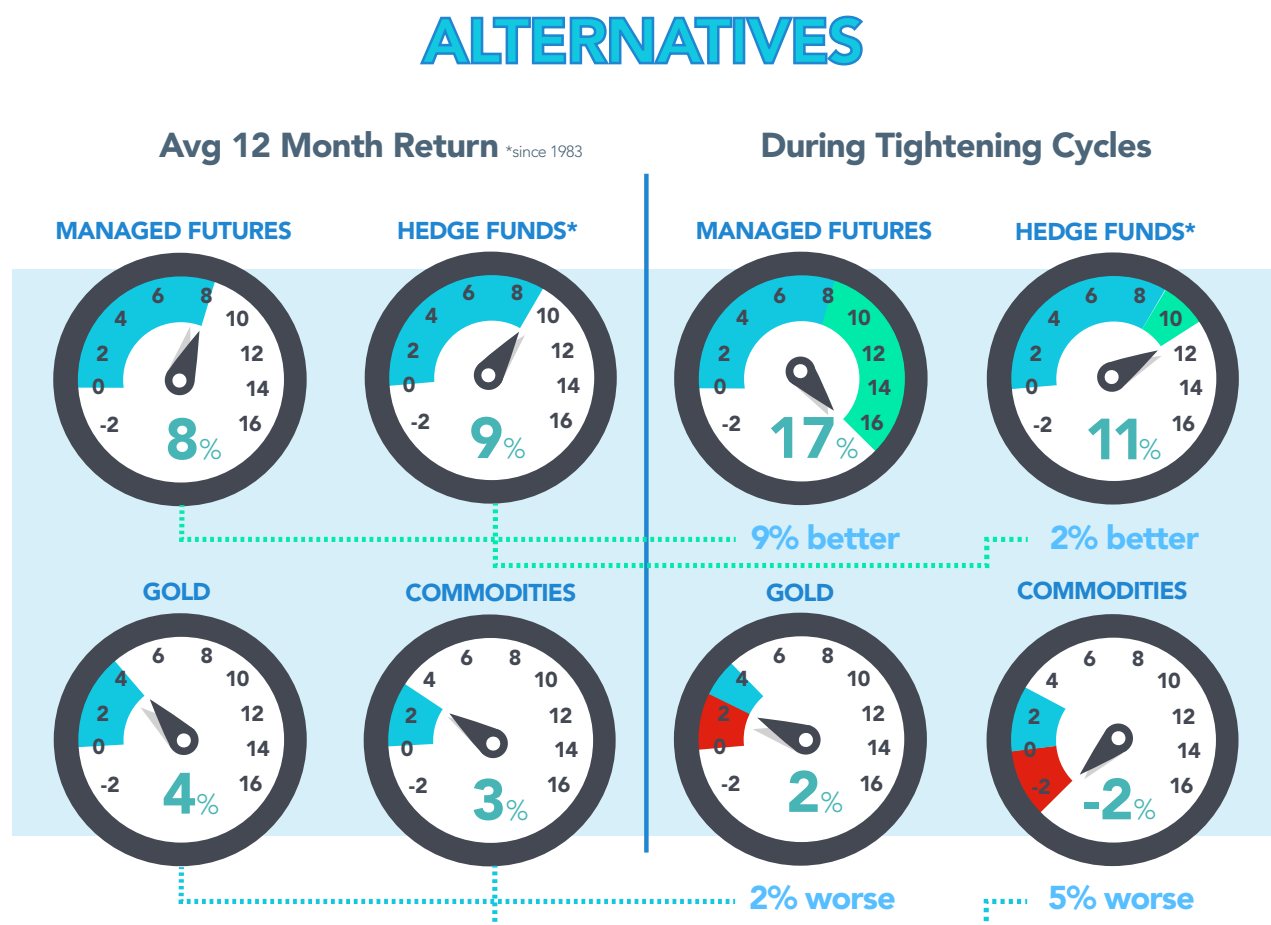 ALTERNATIVES
Avg 12 Month Return *since 1983
During Tightening Cycles
MANAGED FUTURES
-2 0 2 4 6 8 10 12 14 16
8%
HEDGE FUNDS*
-2 0 2 4 6 8 10 12 14 16
9%
MANAGED FUTURES
-2 0 2 4 6 8 10 12 14 16
17%
HEDGE FUNDS*
-2 0 2 4 6 8 10 12 14 16
11%
9% better
2% better
GOLD
-2 0 2 4 6 8 10 12 14 16
4%
COMMODITIES
-2 0 2 4 6 8 10 12 14 16
3%
GOLD
-2 0 2 4 6 8 10 12 14 16
2%
COMMODITIES
-2 0 2 4 6 8 10 12 14 16
-2%
2% worse
5% worse